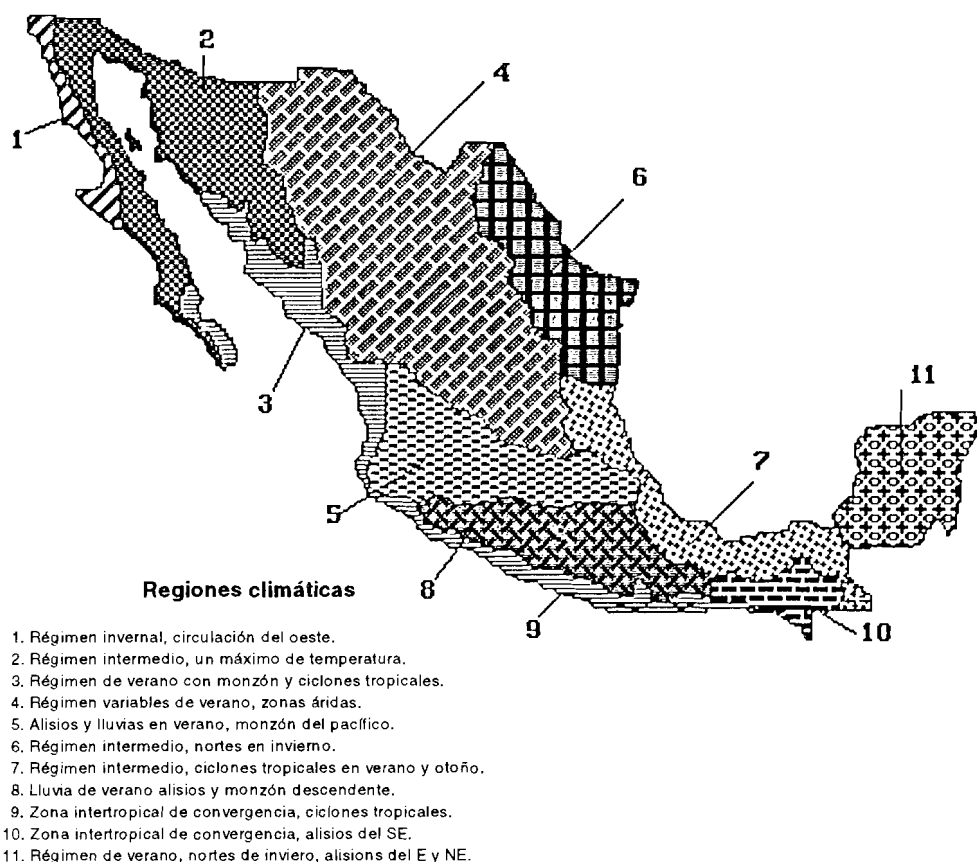 2
4
1
6
3
11
5
7
8
9
10
Regiones climáticas
1. Régimen invernal, circulación del oeste.
2. Régimen intermedio, un máximo de temperatura.
3. Régimen de verano con monzón y ciclones tropicales.
4. Régimen variables de verano, zonas áridas.
5. Alisios y lluvias en verano, monzón del pacífico.
6. Régimen intermedio, nortes en invierno.
7. Régimen intermedio, ciclones tropicales en verano y otoño.
8. Lluvia de verano alisios y monzón descendente.
9. Zona intertropical de convergencia, ciclones tropicales.
10. Zona intertropical de convergencia, alisios del SE.
11. Régimen de verano, nortes de inviero, alisions del E y NE.